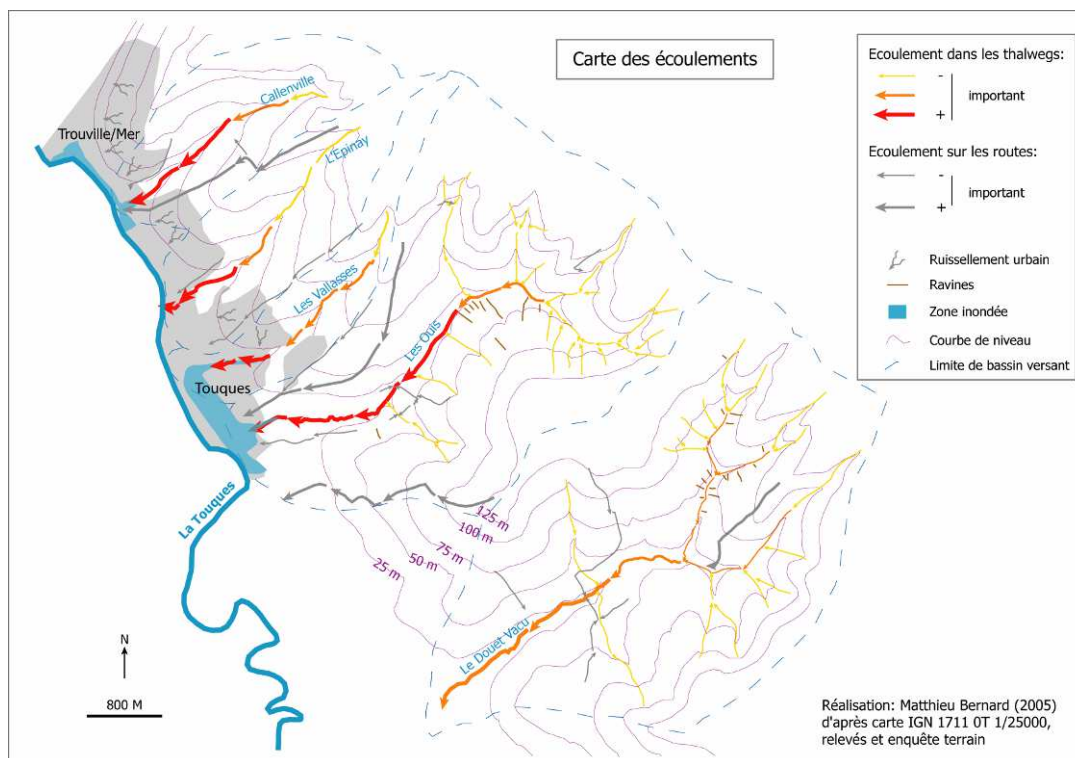 Carte des écoulements
Ecoulement dans les thalwegs:
-
important
+
Ecoulement sur les routes:
-
important
+
Ruissellement urbain
Ravines
Zone inondée
Courbe de niveau
Limite de bassin versant
Callenville
Trouville/Mer
L'Epinay
Les Vallasses
Les Ouis
Touques
La Touques
125 m
100 m
75 m
50 m
25 m
Le Douet Vacu
N
800 M
Réalisation: Matthieu Bernard (2005)
d'après carte IGN 1711 0T 1/25000,
relevés et enquête terrain